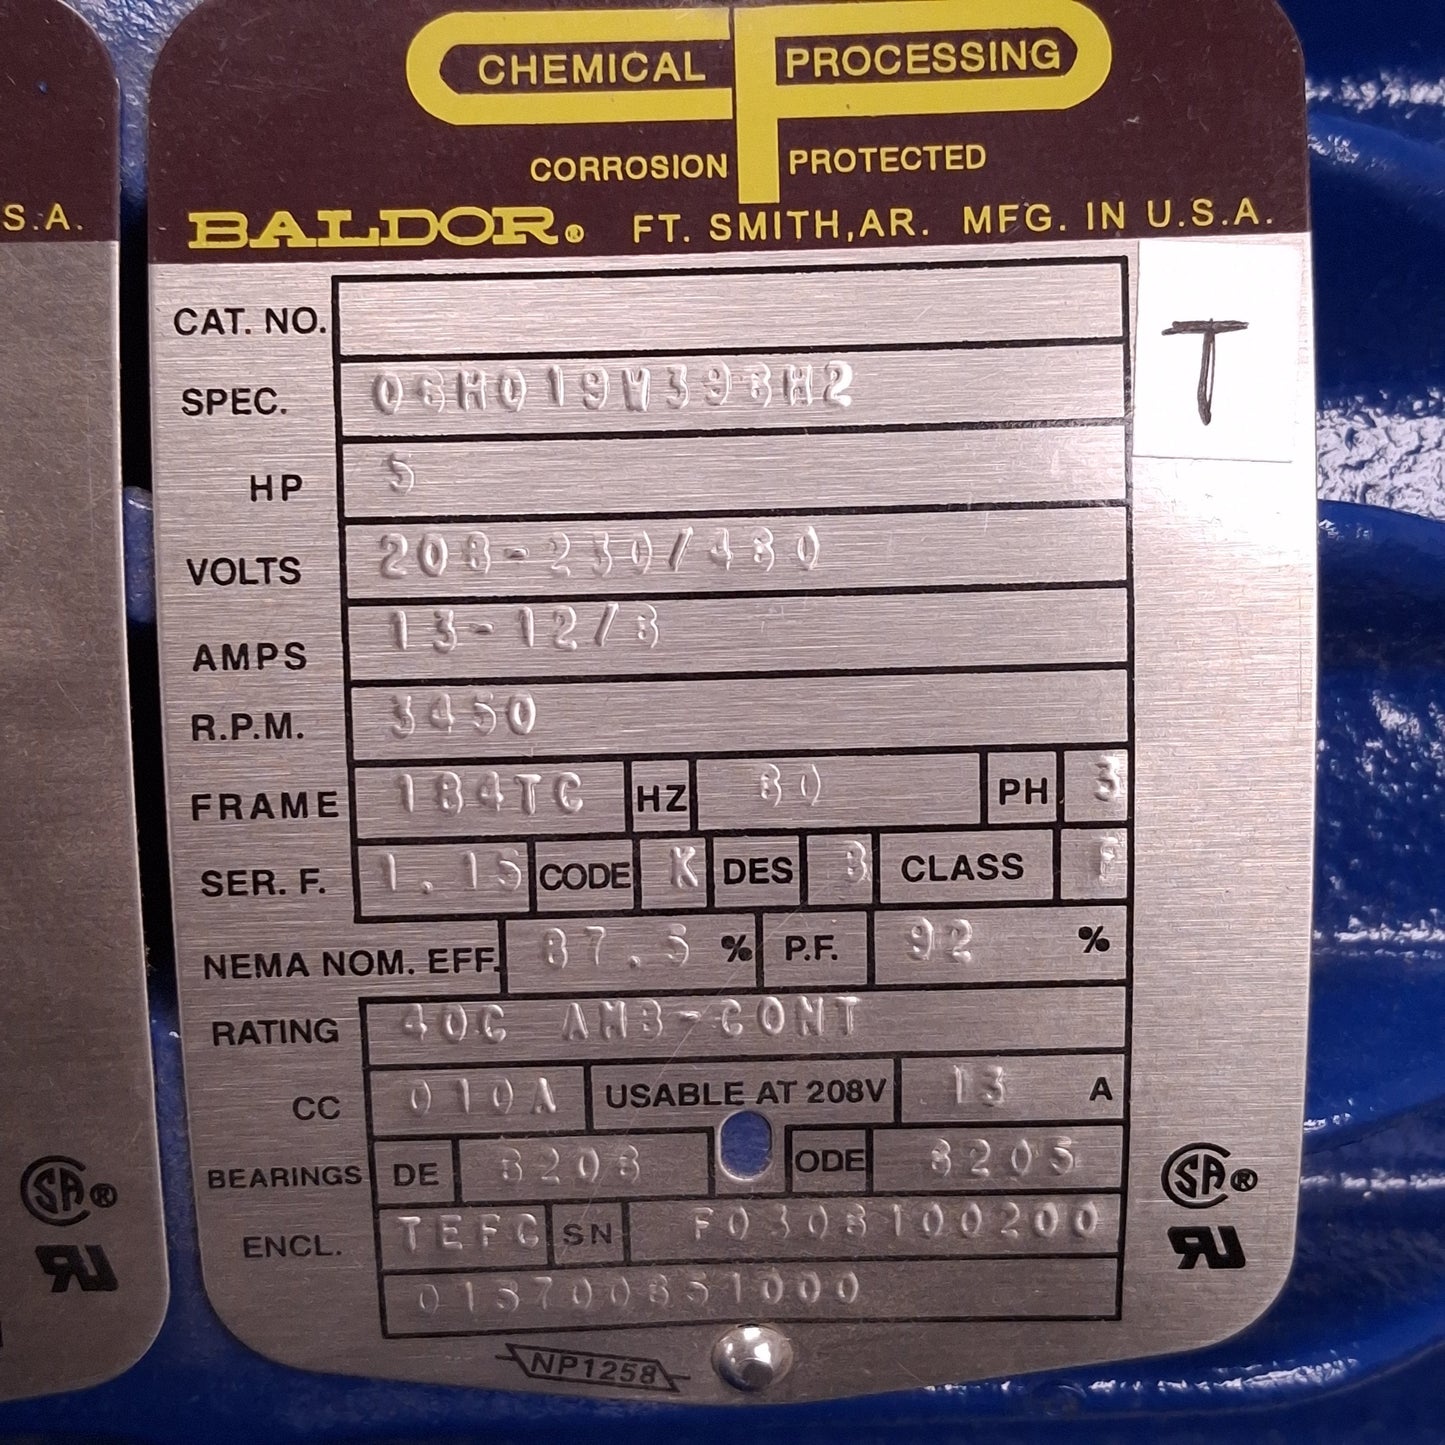 CHEMICAL PROCESSING
CORROSION PROTECTED
S.A.
BALDOR® FT. SMITH, AR. MFG. IN U.S.A.
CAT. NO.
T
SPEC.
HP 5
VOLTS 208-230/460
AMPS 13-12/6
R.P.M. 3450
FRAME 184TC HZ 60 PH 3
SER. F. 1.15 CODE K DES B CLASS F
NEMA NOM. EFF. 87.5 % P.F. 92 %
RATING 40C AMB-CONT
CC 010A USABLE AT 208V 13 A
BEARINGS DE 6206 ODE 6205
ENCL. TEFC SN
NP1258
SA®
SA®